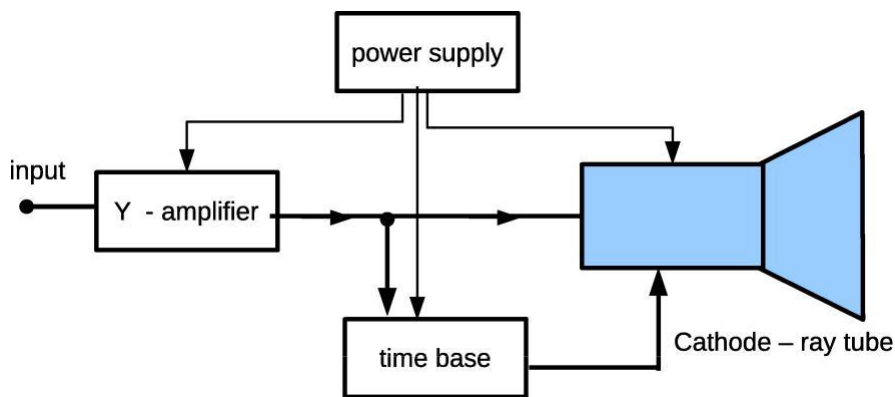 power supply
input
Y - amplifier
time base
Cathode – ray tube